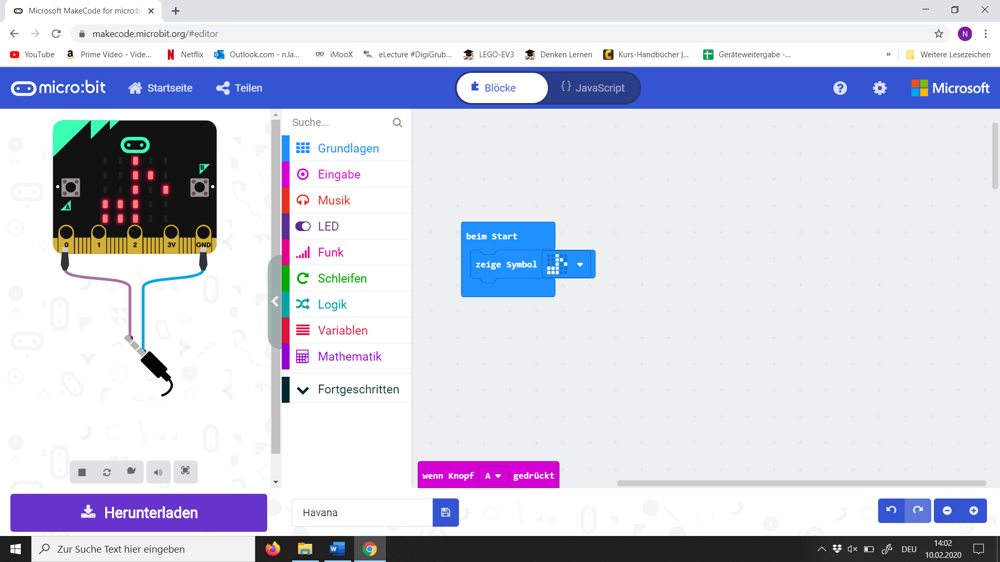 Microsoft MakeCode for micro:bi
makecode.microbit.org/#editor
N
YouTube
Prime Video - Vide...
Netflix
Outlook.com - n.la...
iMooX
eLecture #DigiGrub...
LEGO-EV3
Denken Lernen
Kurs-Handbücher |...
Geräteweitergabe -...
»
Weitere Lesezeichen
micro:bit
Startseite
Teilen
Blöcke
{} JavaScript
Microsoft
B
A
0 1 2 3V GND
Suche...
Grundlagen
Eingabe
Musik
LED
Funk
Schleifen
Logik
Variablen
Mathematik
Fortgeschritten
beim Start
zeige Symbol
wenn Knopf A gedrückt
Herunterladen
Havana
Zur Suche Text hier eingeben
DEU
14:02
10.02.2020